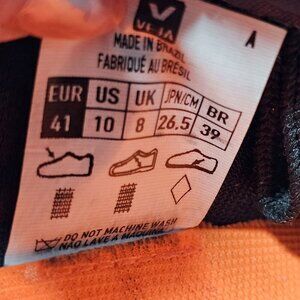 VEJA
A
MADE IN BRAZIL
FABRIQUÉ AU BRÉSIL
EUR US UK JPN/CM BR
41 10 8 26.5 39
DO NOT MACHINE WASH
NÃO LAVE A MÁQUINA